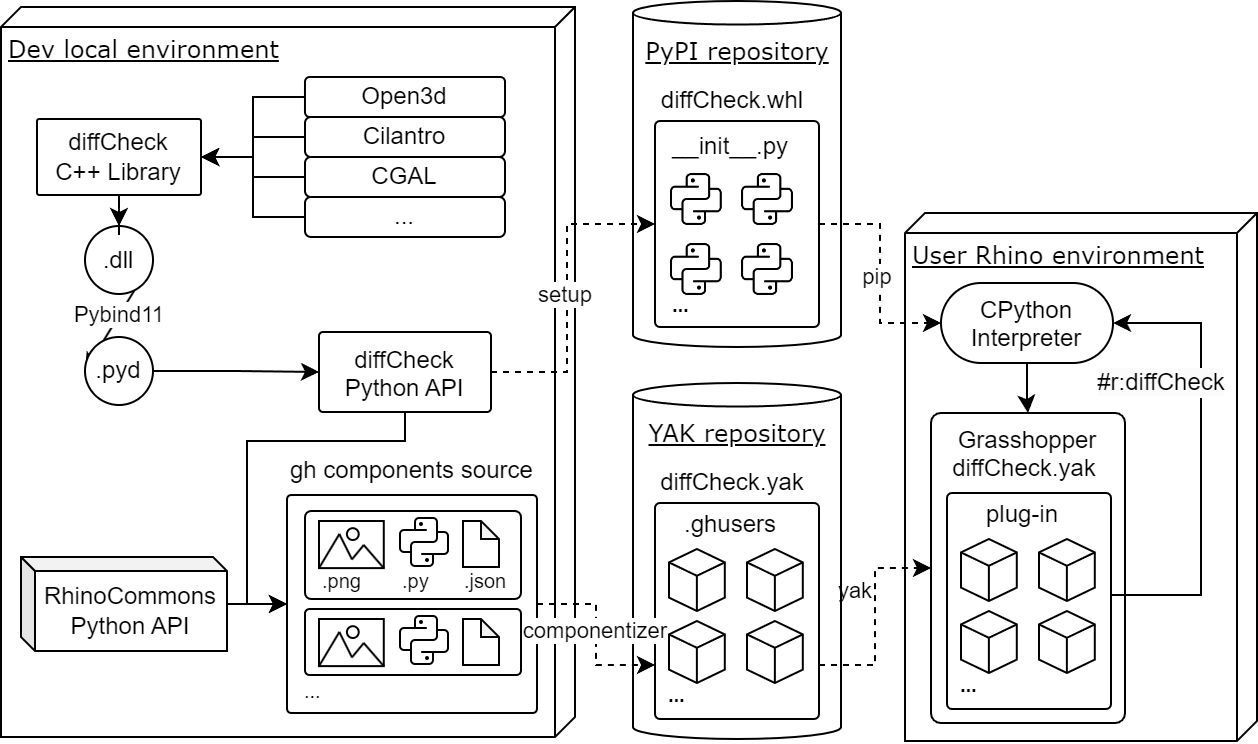 Dev local environment
Open3d
Cilantro
CGAL
...
diffCheck
C++ Library
.dll
Pybind11
.pyd
diffCheck
Python API
gh components source
.png
.py
.json
...
RhinoCommons
Python API
setup
componentizer
PyPI repository
diffCheck.whl
__init__.py
...
YAK repository
diffCheck.yak
.ghusers
...
pip
yak
User Rhino environment
CPython
Interpreter
#r:diffCheck
Grasshopper
diffCheck.yak
plug-in
...